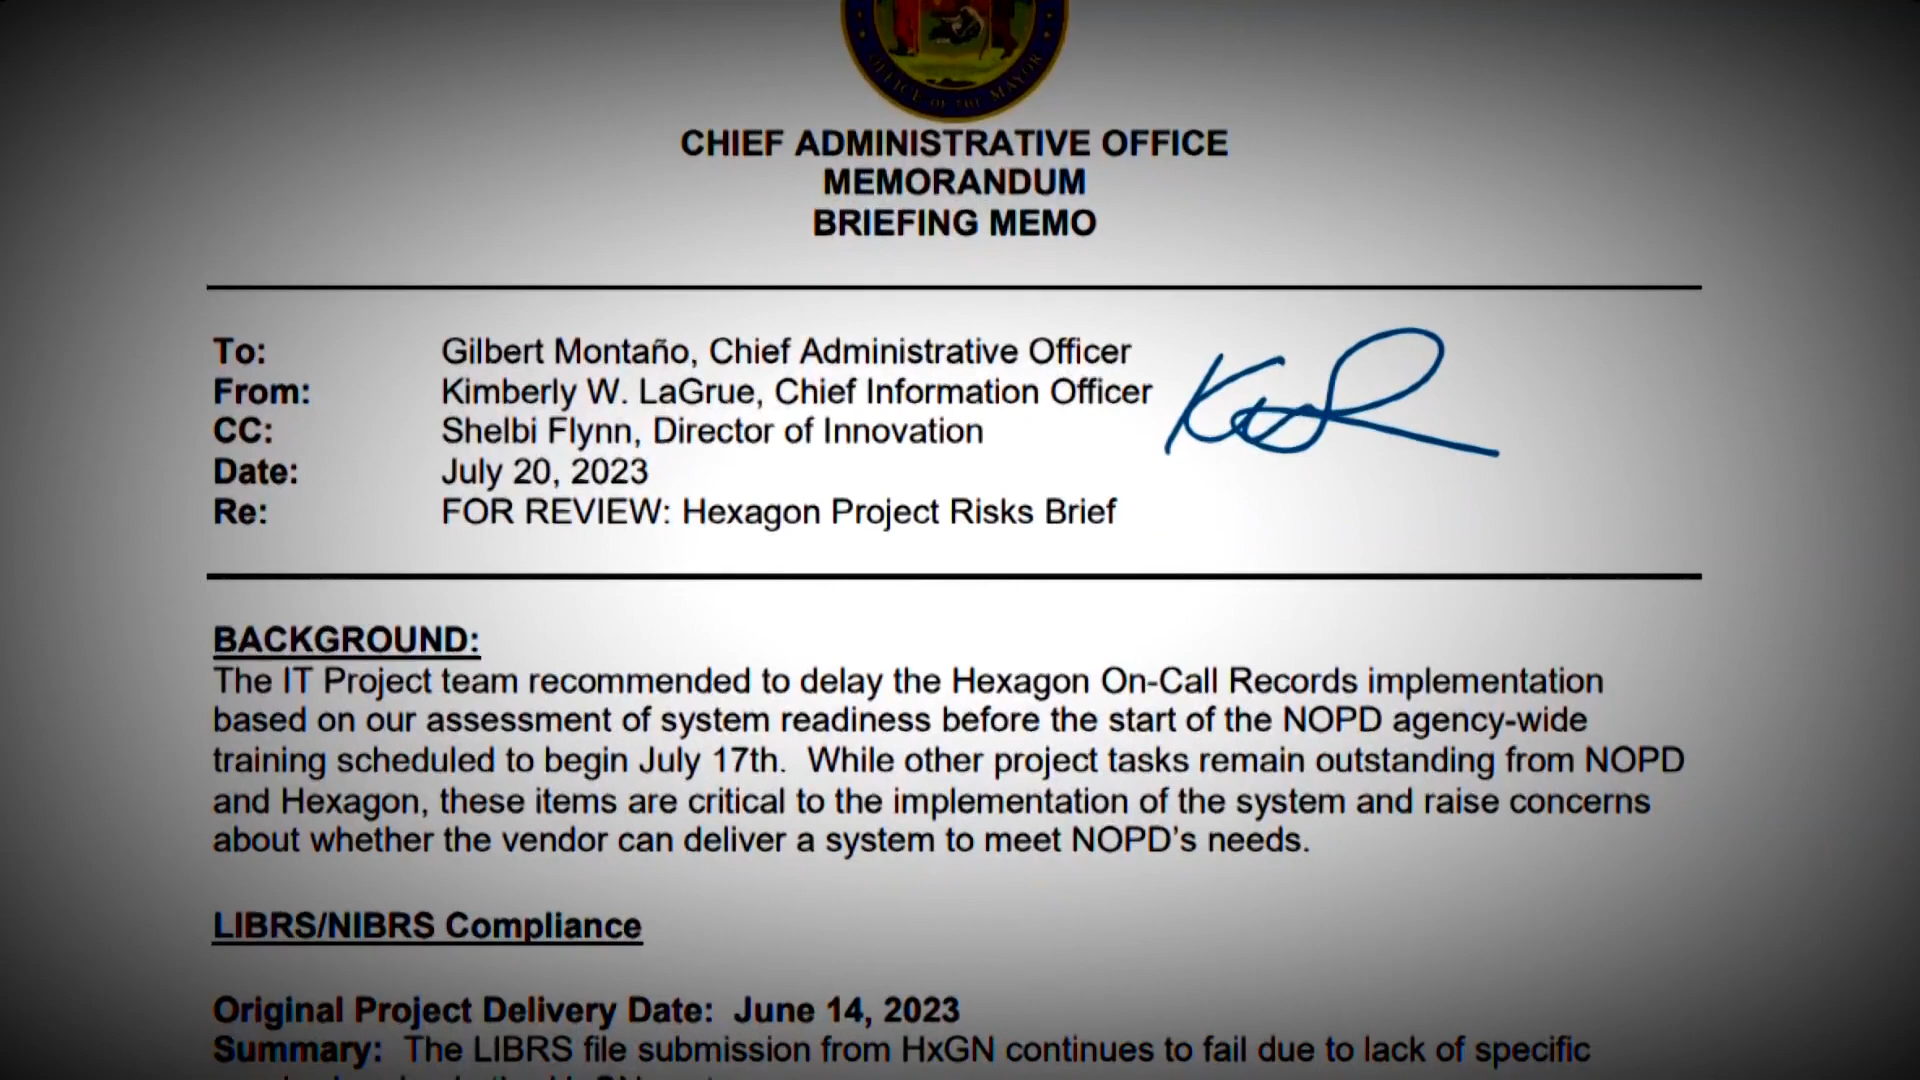 OFFICE OF THE MAYOR
CHIEF ADMINISTRATIVE OFFICE
MEMORANDUM
BRIEFING MEMO
To: Gilbert Montaño, Chief Administrative Officer
From: Kimberly W. LaGrue, Chief Information Officer
CC: Shelbi Flynn, Director of Innovation
Date: July 20, 2023
Re: FOR REVIEW: Hexagon Project Risks Brief
BACKGROUND:
The IT Project team recommended to delay the Hexagon On-Call Records implementation
based on our assessment of system readiness before the start of the NOPD agency-wide
training scheduled to begin July 17th.  While other project tasks remain outstanding from NOPD
and Hexagon, these items are critical to the implementation of the system and raise concerns
about whether the vendor can deliver a system to meet NOPD’s needs.
LIBRS/NIBRS Compliance
Original Project Delivery Date:  June 14, 2023
Summary:  The LIBRS file submission from HxGN continues to fail due to lack of specific